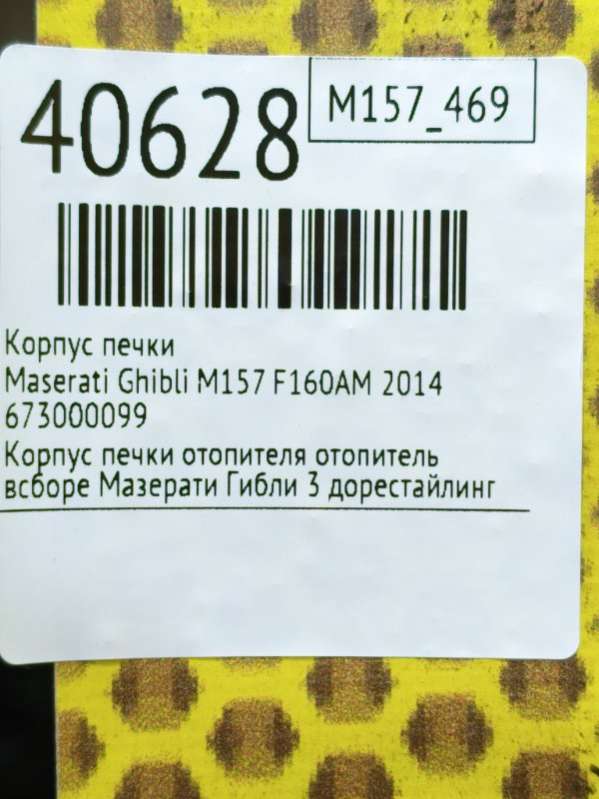 40628
M157_469
Корпус печки
Maserati Ghibli M157 F160AM 2014
673000099
Корпус печки отопителя отопитель
всборе Мазерати Гибли 3 дорестайлинг